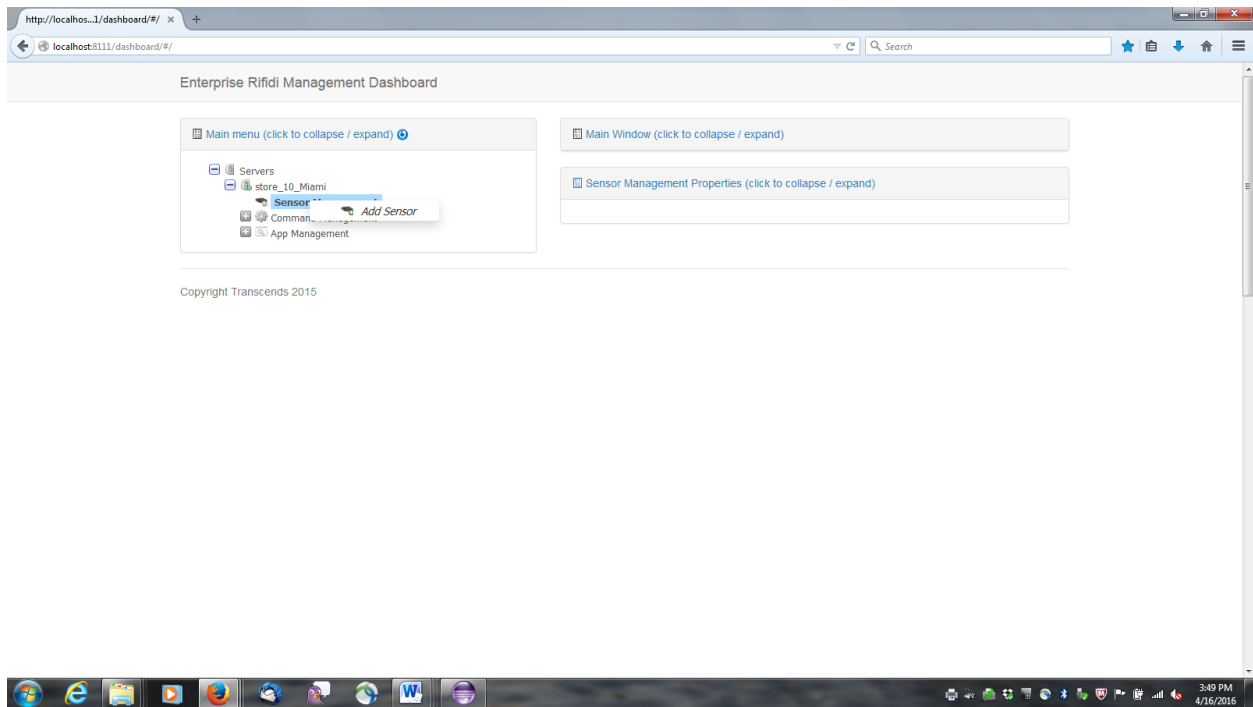 http://localhos...1/dashboard/#/ × +
localhost:8111/dashboard/#/
Search
Enterprise Rifidi Management Dashboard
Main menu (click to collapse / expand)
Main Window (click to collapse / expand)
Servers
store_10_Miami
Sensor
Add Sensor
Command Management
App Management
Sensor Management Properties (click to collapse / expand)
Copyright Transcends 2015
3:49 PM
4/16/2016